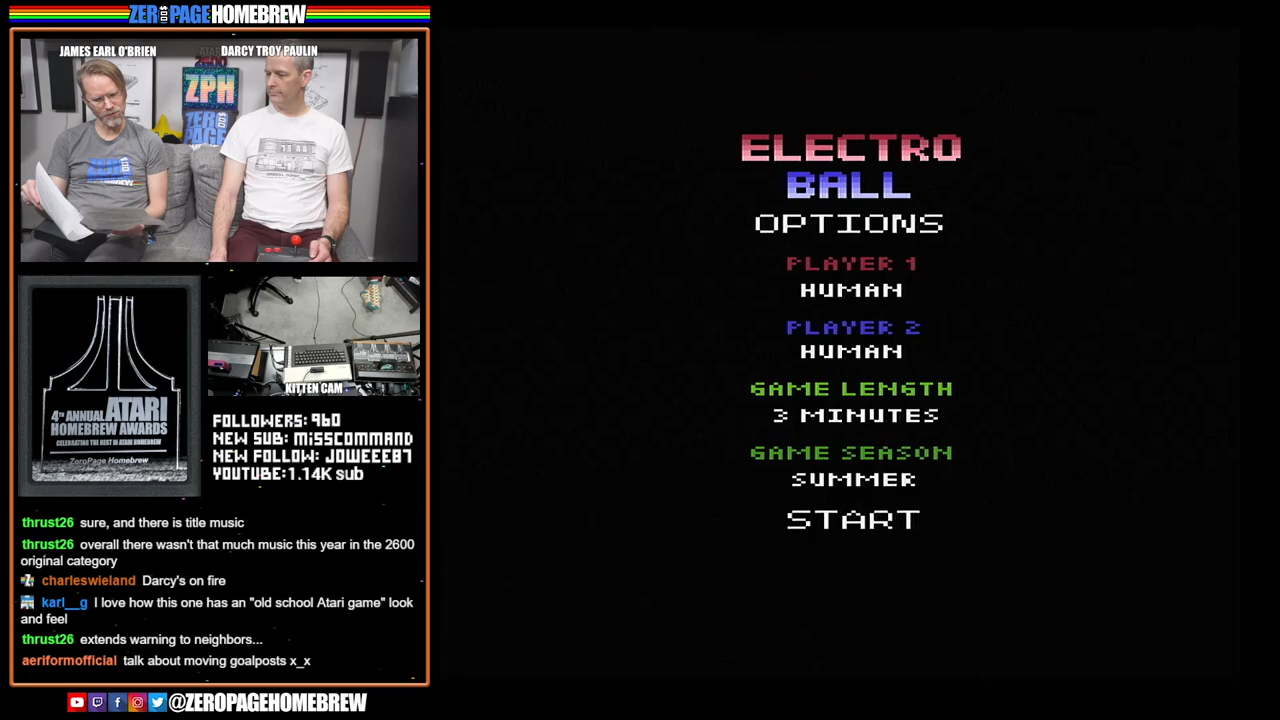 ZEROPAGE HOMEBREW
JAMES EARL O'BRIEN
DARCY TROY PAULIN
ATARI
2600
ZPH
KITTEN CAM
4TH ANNUAL ATARI
HOMEBREW AWARDS
CELEBRATING THE BEST IN ATARI HOMEBREW
ZeroPage Homebrew
FOLLOWERS: 960
NEW SUB: MISSCOMMAND
NEW FOLLOW: JOWEEE87
YOUTUBE:1.14K sub
thrust26 sure, and there is title music
thrust26 overall there wasn't that much music this year in the 2600
original category
charleswieland Darcy's on fire
karl__g I love how this one has an "old school Atari game" look
and feel
thrust26 extends warning to neighbors...
aeriformofficial talk about moving goalposts x_x
@ZEROPAGEHOMEBREW
ELECTRO
BALL
OPTIONS
PLAYER 1
HUMAN
PLAYER 2
HUMAN
GAME LENGTH
3 MINUTES
GAME SEASON
SUMMER
START